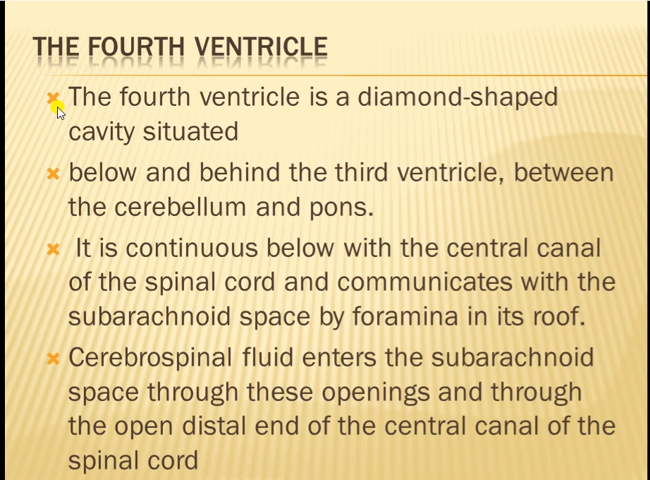 THE FOURTH VENTRICLE
The fourth ventricle is a diamond-shaped
cavity situated
below and behind the third ventricle, between
the cerebellum and pons.
It is continuous below with the central canal
of the spinal cord and communicates with the
subarachnoid space by foramina in its roof.
Cerebrospinal fluid enters the subarachnoid
space through these openings and through
the open distal end of the central canal of the
spinal cord